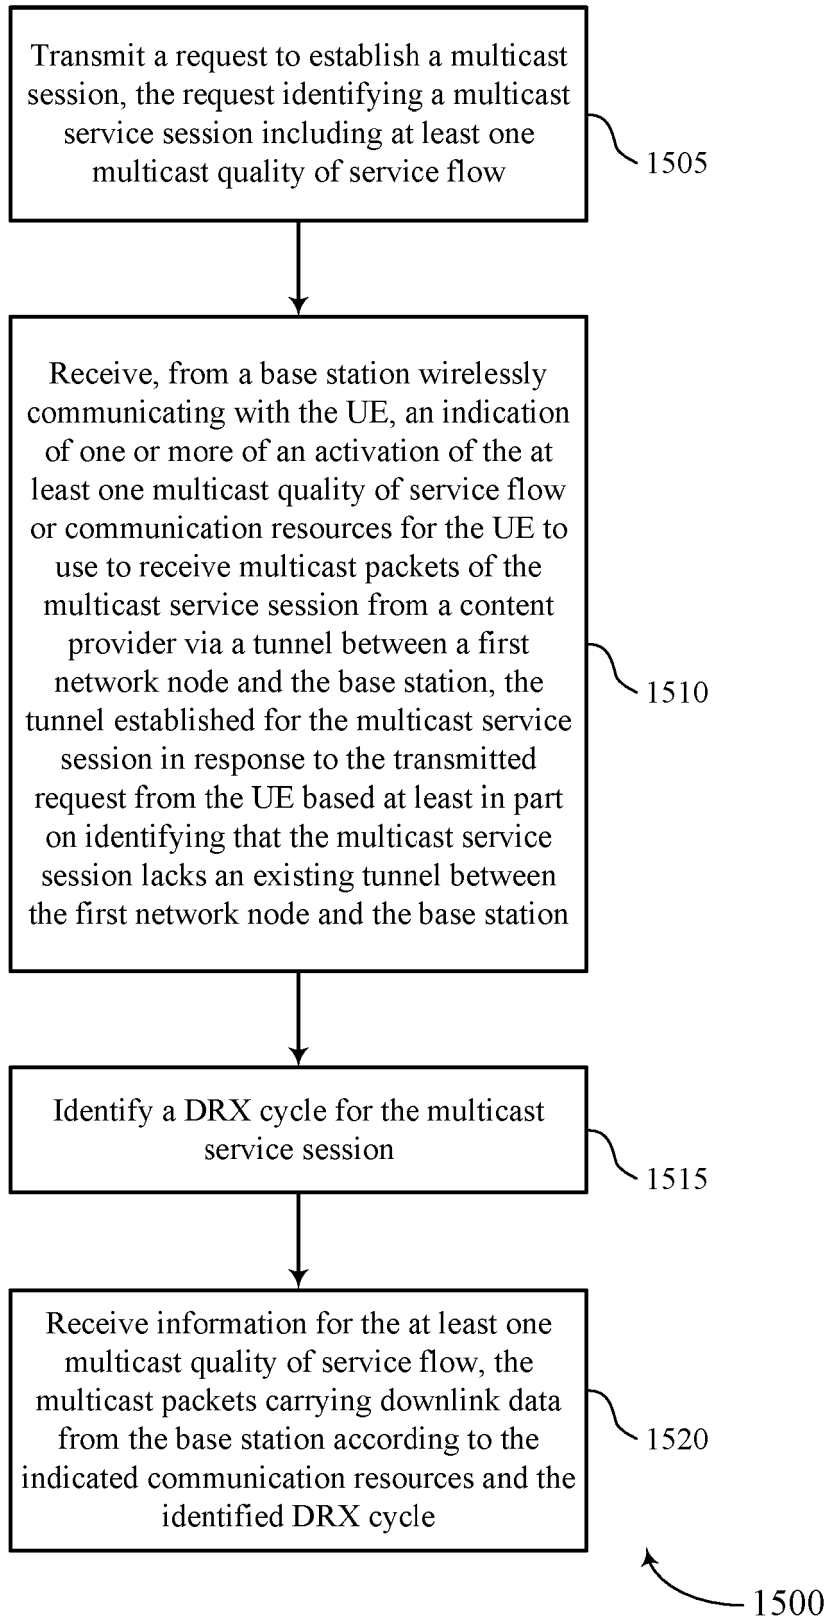 Transmit a request to establish a multicast
session, the request identifying a multicast
service session including at least one
multicast quality of service flow
1505
Receive, from a base station wirelessly
communicating with the UE, an indication
of one or more of an activation of the at
least one multicast quality of service flow
or communication resources for the UE to
use to receive multicast packets of the
multicast service session from a content
provider via a tunnel between a first
network node and the base station, the
tunnel established for the multicast service
session in response to the transmitted
request from the UE based at least in part
on identifying that the multicast service
session lacks an existing tunnel between
the first network node and the base station
1510
Identify a DRX cycle for the multicast
service session
1515
Receive information for the at least one
multicast quality of service flow, the
multicast packets carrying downlink data
from the base station according to the
indicated communication resources and the
identified DRX cycle
1520
1500